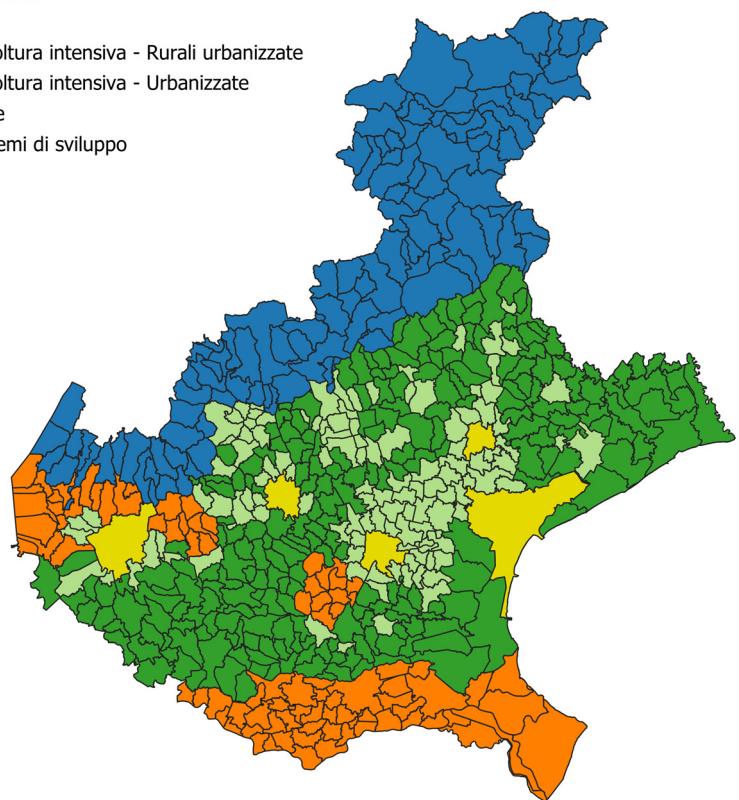 oltura intensiva - Rurali urbanizzate
oltura intensiva - Urbanizzate
e
emi di sviluppo